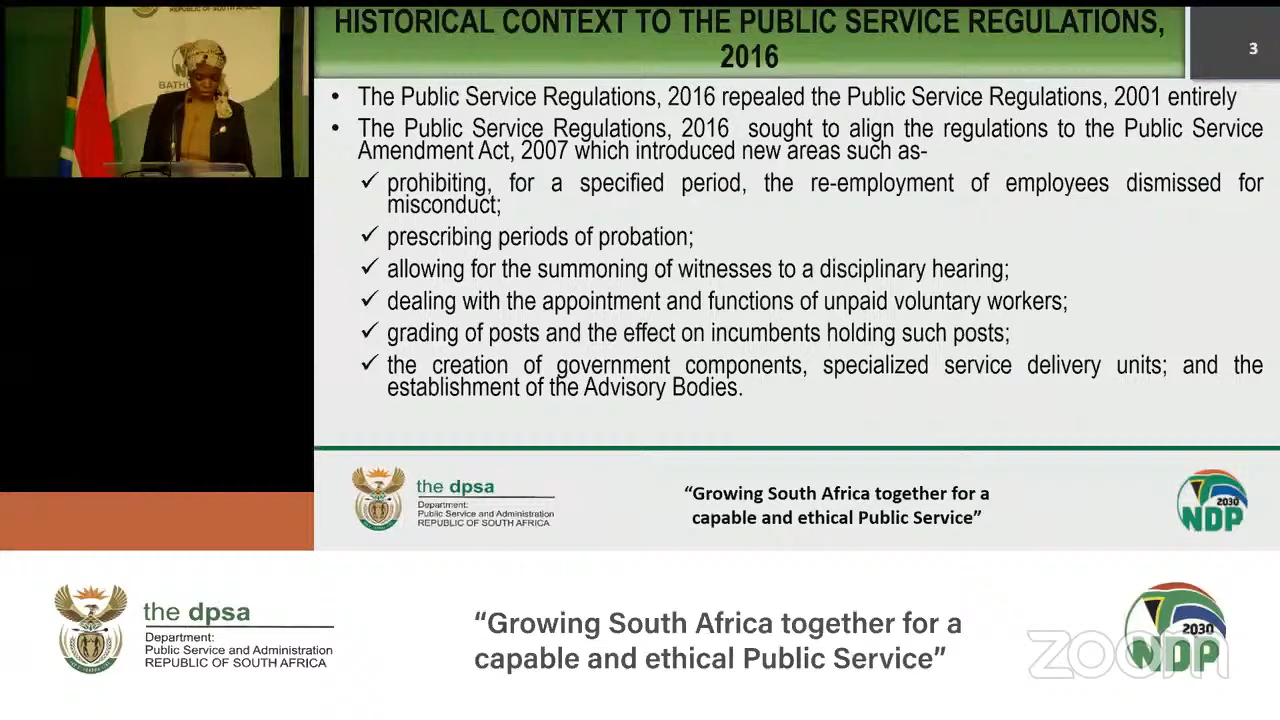 HISTORICAL CONTEXT TO THE PUBLIC SERVICE REGULATIONS,
2016
3
• The Public Service Regulations, 2016 repealed the Public Service Regulations, 2001 entirely
• The Public Service Regulations, 2016 sought to align the regulations to the Public Service
Amendment Act, 2007 which introduced new areas such as-
✓ prohibiting, for a specified period, the re-employment of employees dismissed for
misconduct;
✓ prescribing periods of probation;
✓ allowing for the summoning of witnesses to a disciplinary hearing;
✓ dealing with the appointment and functions of unpaid voluntary workers;
✓ grading of posts and the effect on incumbents holding such posts;
✓ the creation of government components, specialized service delivery units; and the
establishment of the Advisory Bodies.
the dpsa
Department:
Public Service and Administration
REPUBLIC OF SOUTH AFRICA
“Growing South Africa together for a
capable and ethical Public Service”
2030
NDP
the dpsa
Department:
Public Service and Administration
REPUBLIC OF SOUTH AFRICA
“Growing South Africa together for a
capable and ethical Public Service”
2030
NDP
zoom